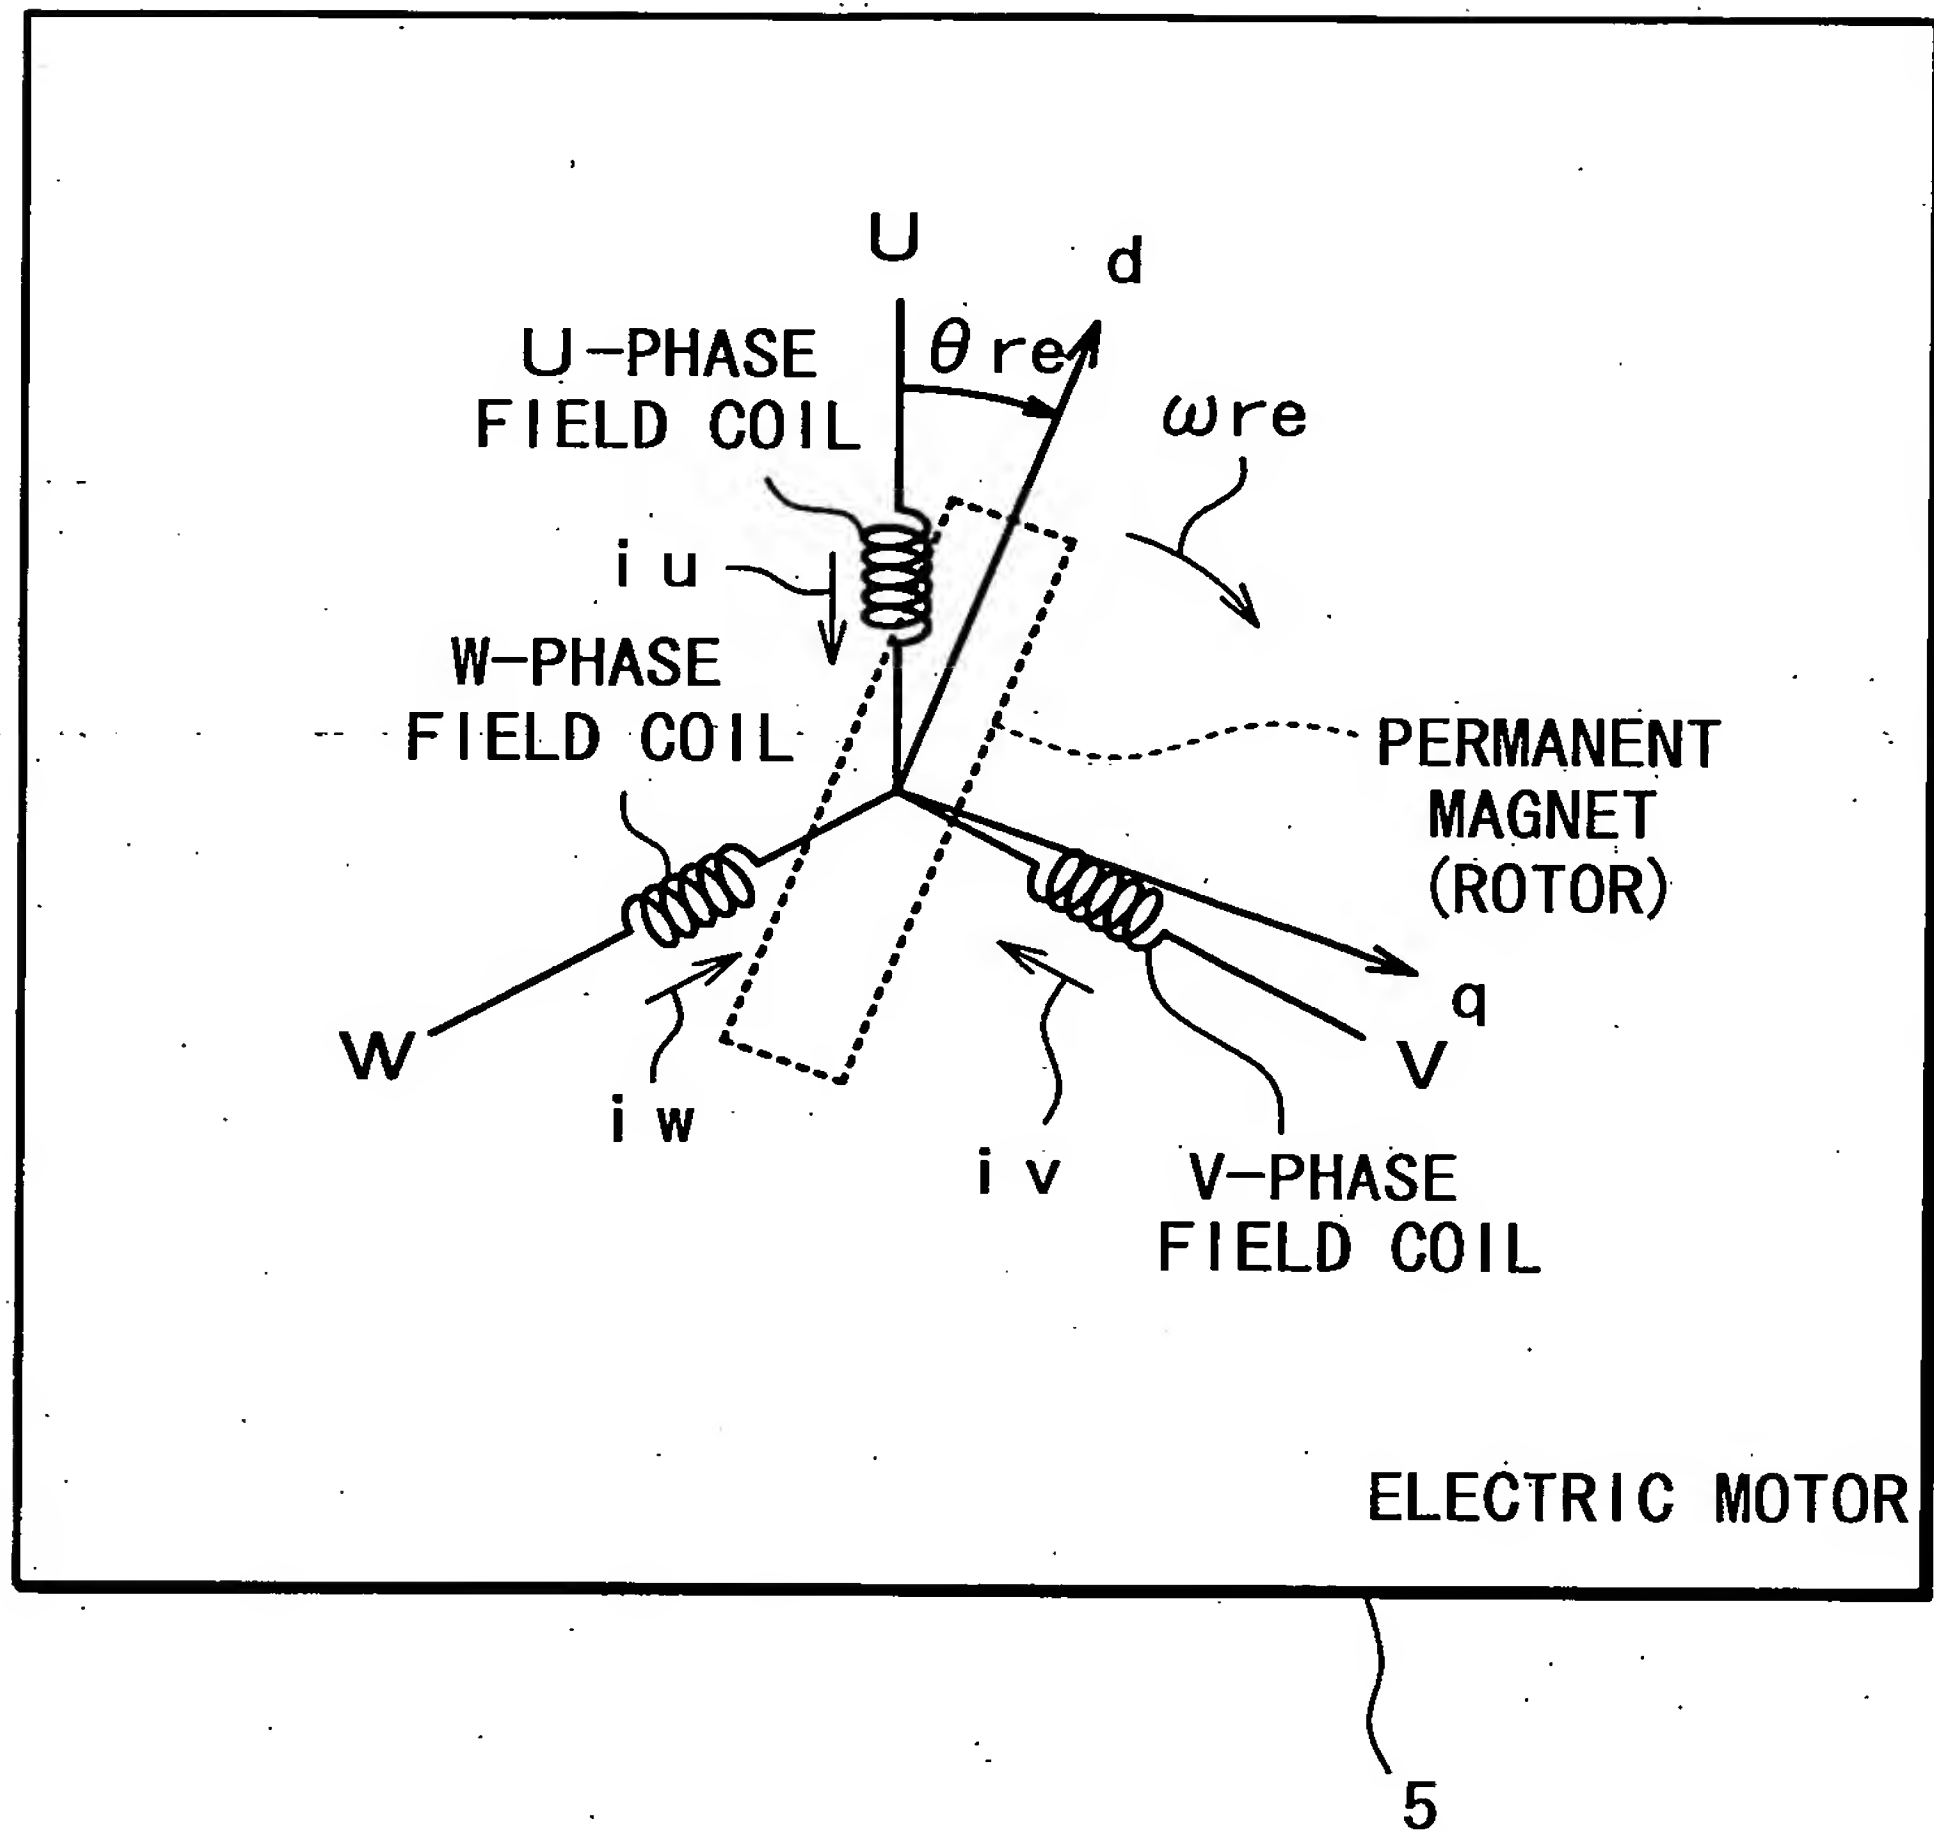 U
d
U-PHASE
FIELD COIL
θre
ωre
iu
W-PHASE
FIELD COIL
PERMANENT
MAGNET
(ROTOR)
q
W
V
iw
iv
V-PHASE
FIELD COIL
ELECTRIC MOTOR
5